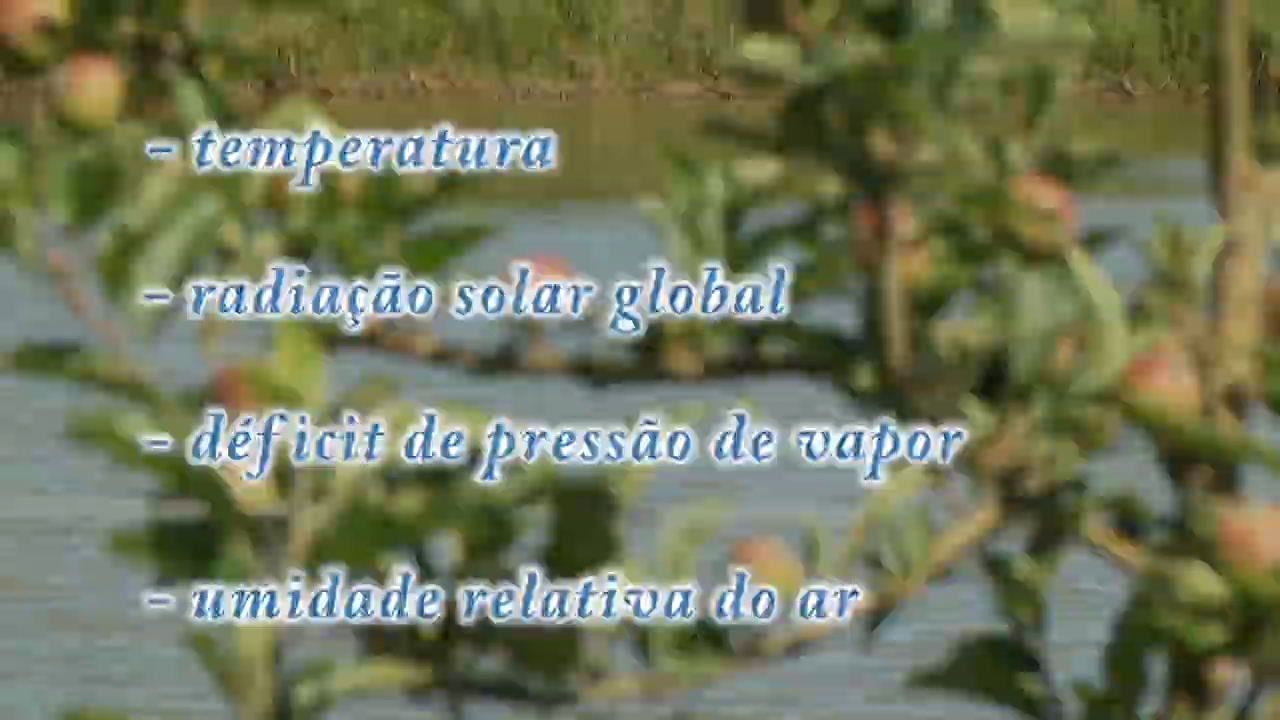 - temperatura
- radiação solar global
- déficit de pressão de vapor
- umidade relativa do ar